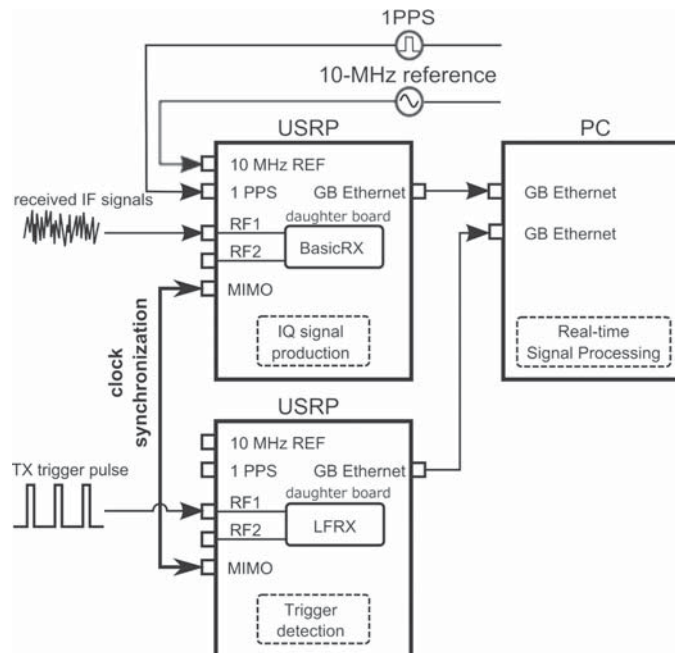 1PPS
10-MHz reference
USRP
PC
10 MHz REF
1 PPS
GB Ethernet
GB Ethernet
received IF signals
daughter board
RF1
BasicRX
RF2
GB Ethernet
MIMO
IQ signal
production
Real-time
Signal Processing
clock
synchronization
USRP
10 MHz REF
1 PPS
GB Ethernet
TX trigger pulse
daughter board
RF1
LFRX
RF2
MIMO
Trigger
detection